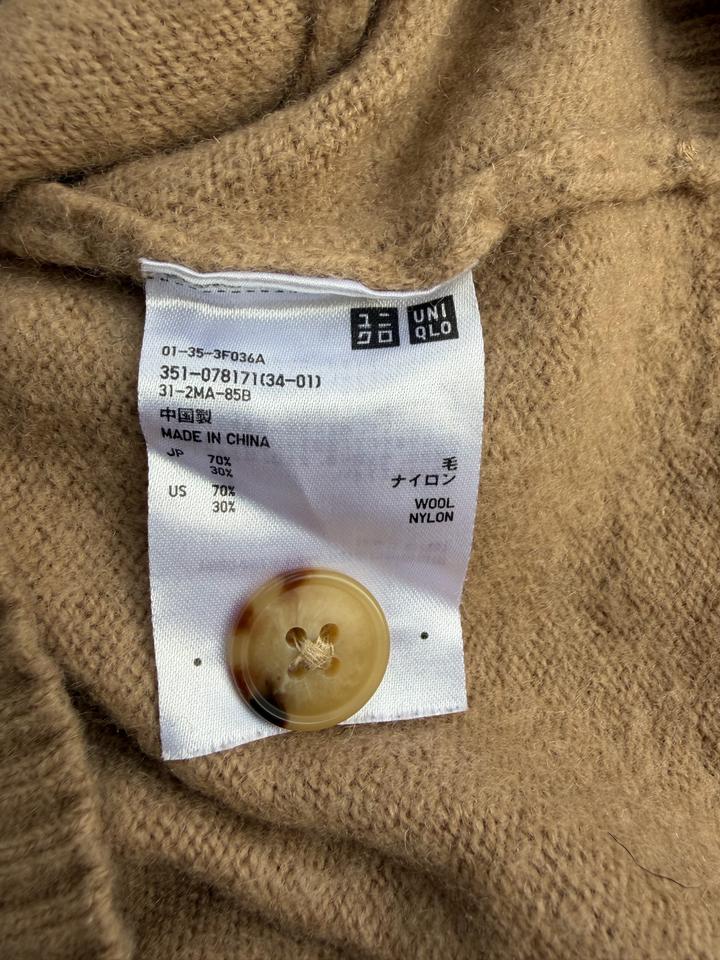 ユニ
クロ
UNI
QLO
01-35-3F036A
351-078171(34-01)
31-2MA-85B
中国製
MADE IN CHINA
JP 70% 毛
30% ナイロン
US 70% WOOL
30% NYLON